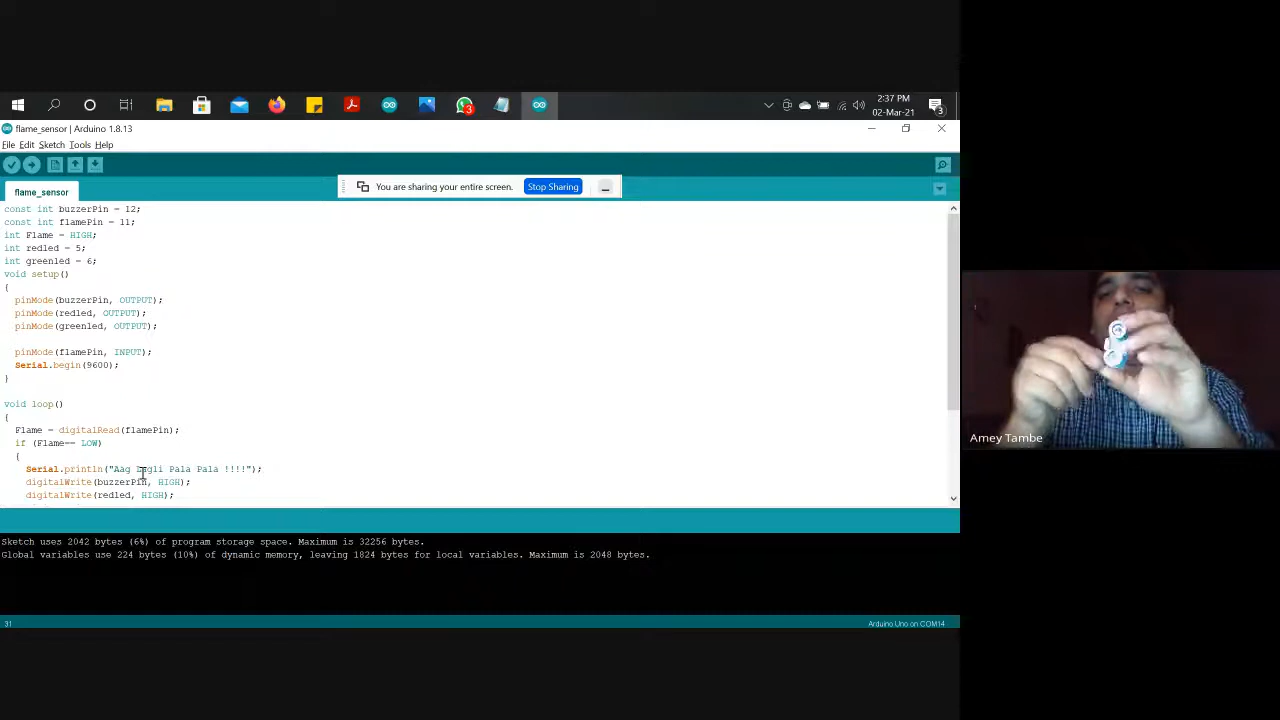 3
2:37 PM
02-Mar-21
5
flame_sensor | Arduino 1.8.13
File Edit Sketch Tools Help
You are sharing your entire screen.
Stop Sharing
flame_sensor
const int buzzerPin = 12;
const int flamePin = 11;
int Flame = HIGH;
int redled = 5;
int greenled = 6;
void setup()
{
pinMode(buzzerPin, OUTPUT);
pinMode(redled, OUTPUT);
pinMode(greenled, OUTPUT);
pinMode(flamePin, INPUT);
Serial.begin(9600);
}
void loop()
{
Flame = digitalRead(flamePin);
if (Flame== LOW)
{
Serial.println("Aag Lagli Pala Pala !!!!");
digitalWrite(buzzerPin, HIGH);
digitalWrite(redled, HIGH);
Sketch uses 2042 bytes (6%) of program storage space. Maximum is 32256 bytes.
Global variables use 224 bytes (10%) of dynamic memory, leaving 1824 bytes for local variables. Maximum is 2048 bytes.
31
Arduino Uno on COM14
Amey Tambe